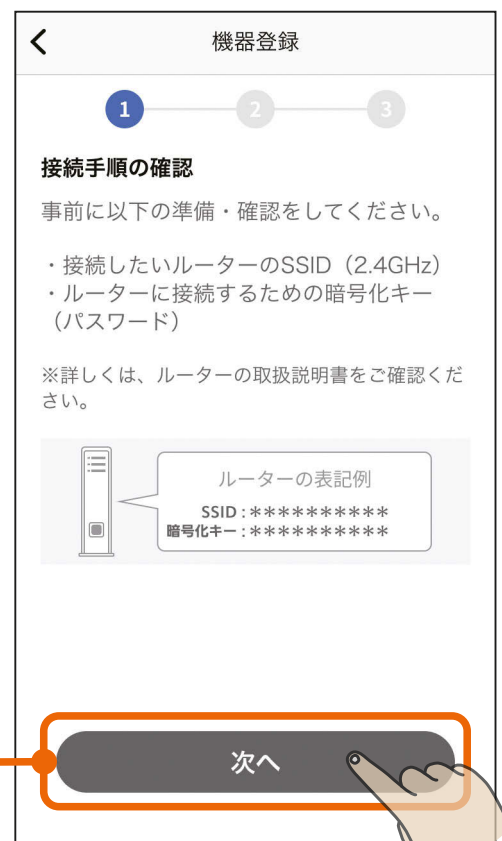 機器登録
1 2 3
接続手順の確認
事前に以下の準備・確認をしてください。
・接続したいルーターのSSID（2.4GHz）
・ルーターに接続するための暗号化キー
（パスワード）
※詳しくは、ルーターの取扱説明書をご確認くだ
さい。
ルーターの表記例
SSID : **********
暗号化キー : **********
次へ